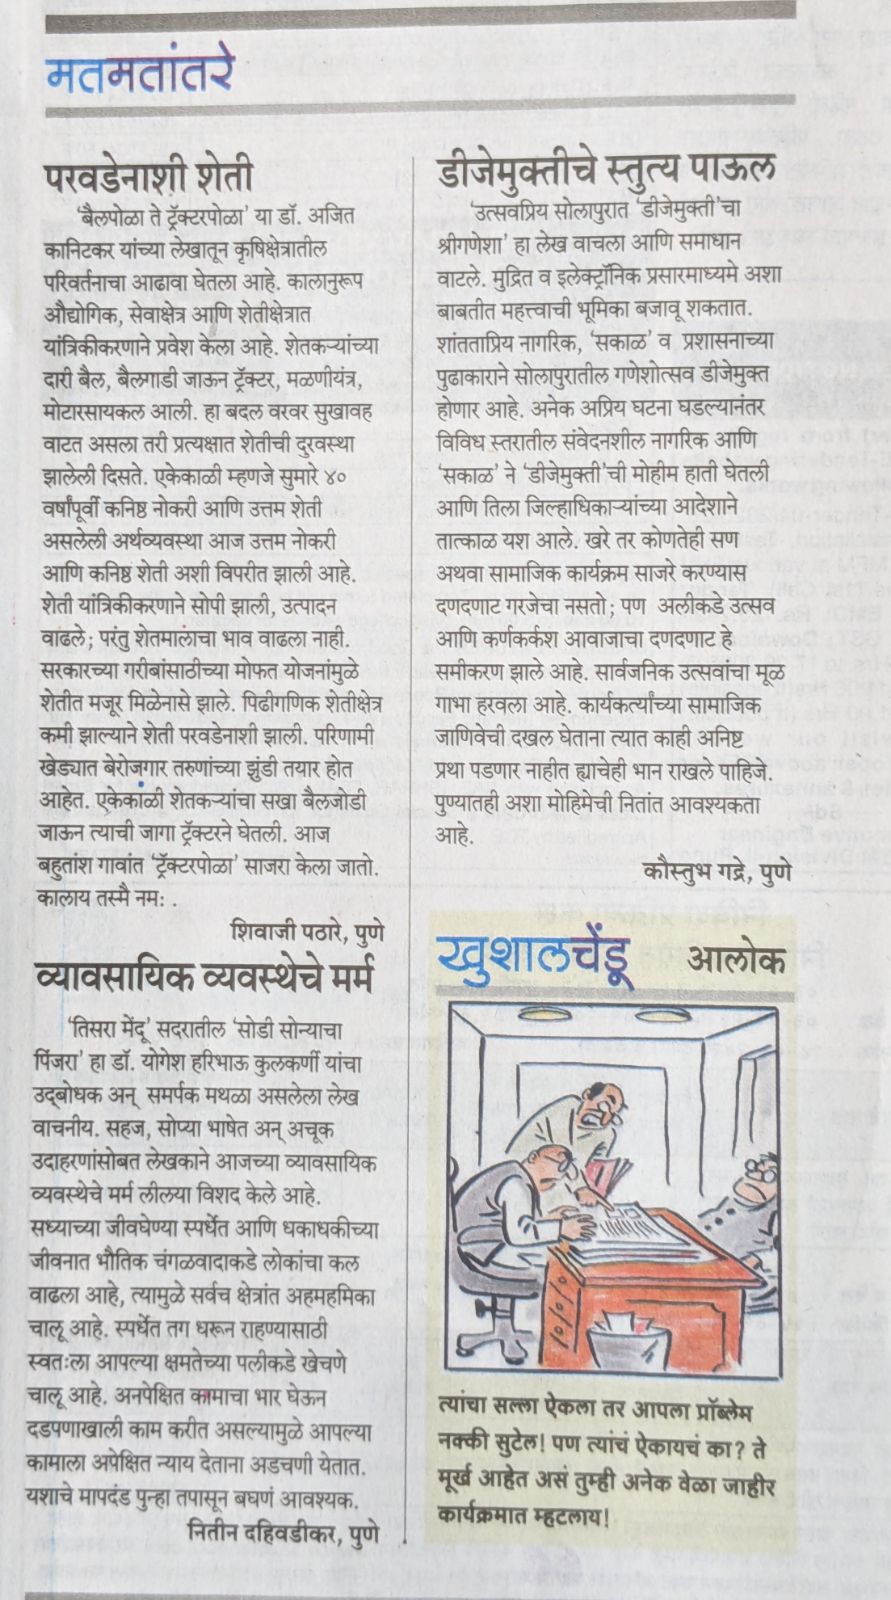 मतमतांतरे
परवडेनाशी शेती
‘बैलपोळा ते ट्रॅक्टरपोळा’ या डॉ. अजित
कानिटकर यांच्या लेखातून कृषिक्षेत्रातील
परिवर्तनाचा आढावा घेतला आहे. कालानुरूप
औद्योगिक, सेवाक्षेत्र आणि शेतीक्षेत्रात
यांत्रिकीकरणाने प्रवेश केला आहे. शेतकऱ्यांच्या
दारी बैल, बैलगाडी जाऊन ट्रॅक्टर, मळणीयंत्र,
मोटारसायकल आली. हा बदल वरवर सुखावह
वाटत असला तरी प्रत्यक्षात शेतीची दुरवस्था
झालेली दिसते. एकेकाळी म्हणजे सुमारे ४०
वर्षांपूर्वी कनिष्ठ नोकरी आणि उत्तम शेती
असलेली अर्थव्यवस्था आज उत्तम नोकरी
आणि कनिष्ठ शेती अशी विपरीत झाली आहे.
शेती यांत्रिकीकरणाने सोपी झाली, उत्पादन
वाढले; परंतु शेतमालाचा भाव वाढला नाही.
सरकारच्या गरीबांसाठीच्या मोफत योजनांमुळे
शेतीत मजूर मिळेनासे झाले. पिढीगणिक शेतीक्षेत्र
कमी झाल्याने शेती परवडेनाशी झाली. परिणामी
खेड्यात बेरोजगार तरुणांच्या झुंडी तयार होत
आहेत. एकेकाळी शेतकऱ्यांचा सखा बैलजोडी
जाऊन त्याची जागा ट्रॅक्टरने घेतली. आज
बहुतांश गावांत ‘ट्रॅक्टरपोळा’ साजरा केला जातो.
कालाय तस्मै नमः .
शिवाजी पठारे, पुणे
व्यावसायिक व्यवस्थेचे मर्म
‘तिसरा मेंदू’ सदरातील ‘सोडी सोन्याचा
पिंजरा’ हा डॉ. योगेश हरिभाऊ कुलकर्णी यांचा
उद्‌बोधक अन् समर्पक मथळा असलेला लेख
वाचनीय. सहज, सोप्या भाषेत अन् अचूक
उदाहरणांसोबत लेखकाने आजच्या व्यावसायिक
व्यवस्थेचे मर्म लीलया विशद केले आहे.
सध्याच्या जीवघेण्या स्पर्धेत आणि धकाधकीच्या
जीवनात भौतिक चंगळवादाकडे लोकांचा कल
वाढला आहे, त्यामुळे सर्वच क्षेत्रांत अहमहमिका
चालू आहे. स्पर्धेत तग धरून राहण्यासाठी
स्वतःला आपल्या क्षमतेच्या पलीकडे खेचणे
चालू आहे. अनपेक्षित कामाचा भार घेऊन
दडपणाखाली काम करीत असल्यामुळे आपल्या
कामाला अपेक्षित न्याय देताना अडचणी येतात.
यशाचे मापदंड पुन्हा तपासून बघणं आवश्यक.
नितीन दहिवडीकर, पुणे
डीजेमुक्तीचे स्तुत्य पाऊल
‘उत्सवप्रिय सोलापुरात ‘डीजेमुक्ती’चा
श्रीगणेशा’ हा लेख वाचला आणि समाधान
वाटले. मुद्रित व इलेक्ट्रॉनिक प्रसारमाध्यमे अशा
बाबतीत महत्त्वाची भूमिका बजावू शकतात.
शांतताप्रिय नागरिक, ‘सकाळ’ व प्रशासनाच्या
पुढाकाराने सोलापुरातील गणेशोत्सव डीजेमुक्त
होणार आहे. अनेक अप्रिय घटना घडल्यानंतर
विविध स्तरातील संवेदनशील नागरिक आणि
‘सकाळ’ ने ‘डीजेमुक्ती’ची मोहीम हाती घेतली
आणि तिला जिल्हाधिकाऱ्यांच्या आदेशाने
तात्काळ यश आले. खरे तर कोणतेही सण
अथवा सामाजिक कार्यक्रम साजरे करण्यास
दणदणाट गरजेचा नसतो; पण अलीकडे उत्सव
आणि कर्णकर्कश आवाजाचा दणदणाट हे
समीकरण झाले आहे. सार्वजनिक उत्सवांचा मूळ
गाभा हरवला आहे. कार्यकर्त्यांच्या सामाजिक
जाणिवेची दखल घेताना त्यात काही अनिष्ट
प्रथा पडणार नाहीत ह्याचेही भान राखले पाहिजे.
पुण्यातही अशा मोहिमेची नितांत आवश्यकता
आहे.
कौस्तुभ गद्रे, पुणे
खुशालचेंडू आलोक
त्यांचा सल्ला ऐकला तर आपला प्रॉब्लेम
नक्की सुटेल! पण त्यांचं ऐकायचं का? ते
मूर्ख आहेत असं तुम्ही अनेक वेळा जाहीर
कार्यक्रमात म्हटलाय!